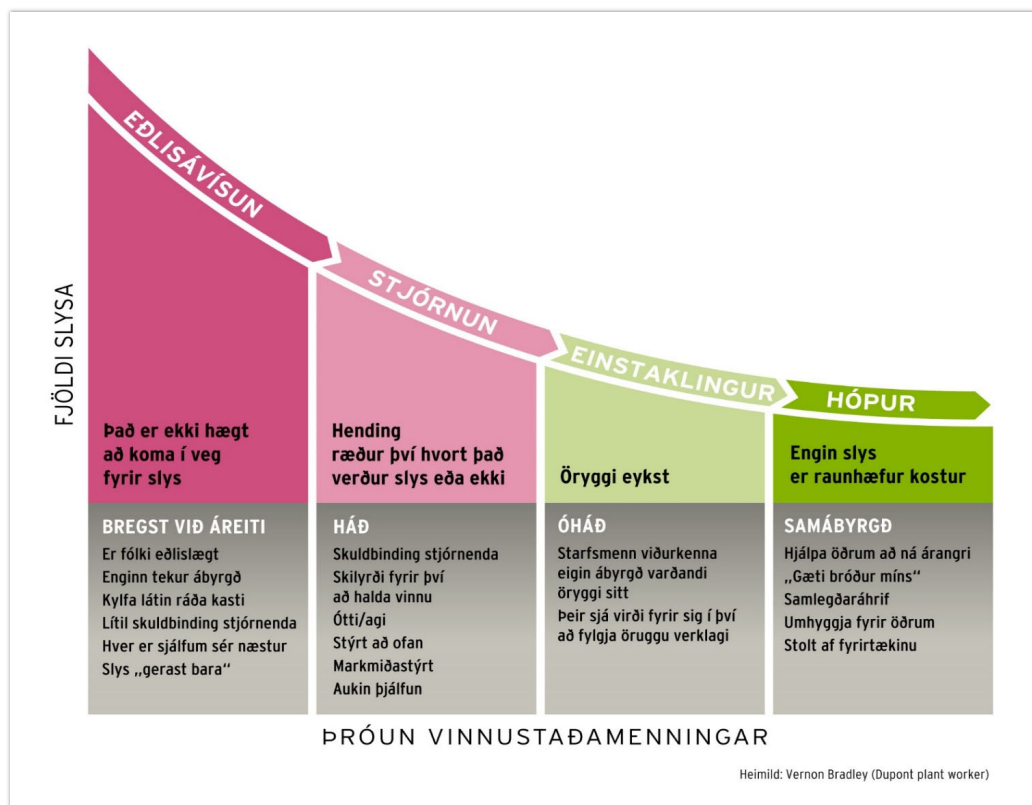 EÐLISÁVÍSUN
STJÓRNUN
EINSTAKLINGUR
HÓPUR
FJÖLDI SLYSA
Það er ekki hægt
að koma í veg
fyrir slys
Hending
ræður því hvort það
verður slys eða ekki
Öryggi eykst
Engin slys
er raunhæfur kostur
BREGST VIÐ ÁREITI
Er fólki eðlislægt
Enginn tekur ábyrgð
Kylfa látin ráða kasti
Lítil skuldbinding stjórnenda
Hver er sjálfum sér næstur
Slys „gerast bara“
HÁÐ
Skuldbinding stjórnenda
Skilyrði fyrir því
að halda vinnu
Ótti/agi
Stýrt að ofan
Markmiðastýrt
Aukin þjálfun
ÓHÁÐ
Starfsmenn viðurkenna
eigin ábyrgð varðandi
öryggi sitt
Þeir sjá virði fyrir sig í því
að fylgja öruggu verklagi
SAMÁBYRGÐ
Hjálpa öðrum að ná árangri
„Gæti bróður míns“
Samlegðaráhrif
Umhyggja fyrir öðrum
Stolt af fyrirtækinu
ÞRÓUN VINNUSTAÐAMENNINGAR
Heimild: Vernon Bradley (Dupont plant worker)